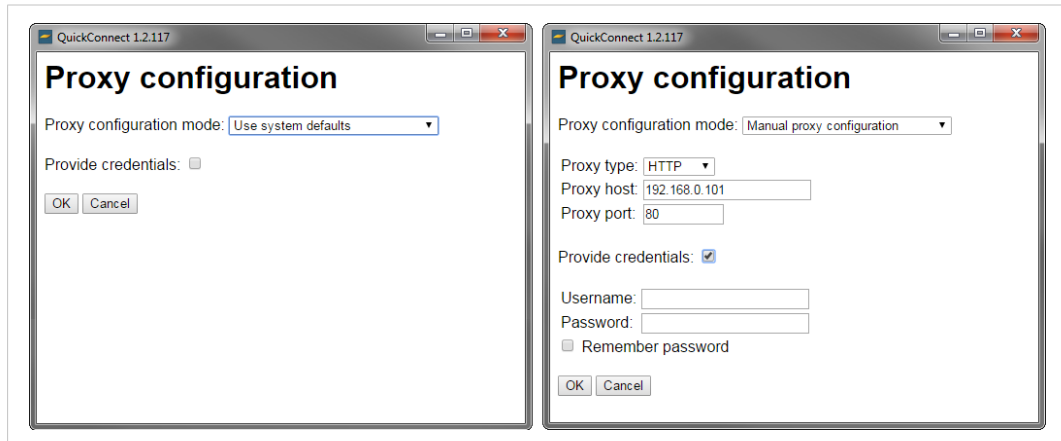 QuickConnect 1.2.117
Proxy configuration
Proxy configuration mode: Use system defaults
Provide credentials:
OK Cancel
QuickConnect 1.2.117
Proxy configuration
Proxy configuration mode: Manual proxy configuration
Proxy type: HTTP
Proxy host: 192.168.0.101
Proxy port: 80
Provide credentials:
Username:
Password:
Remember password
OK Cancel